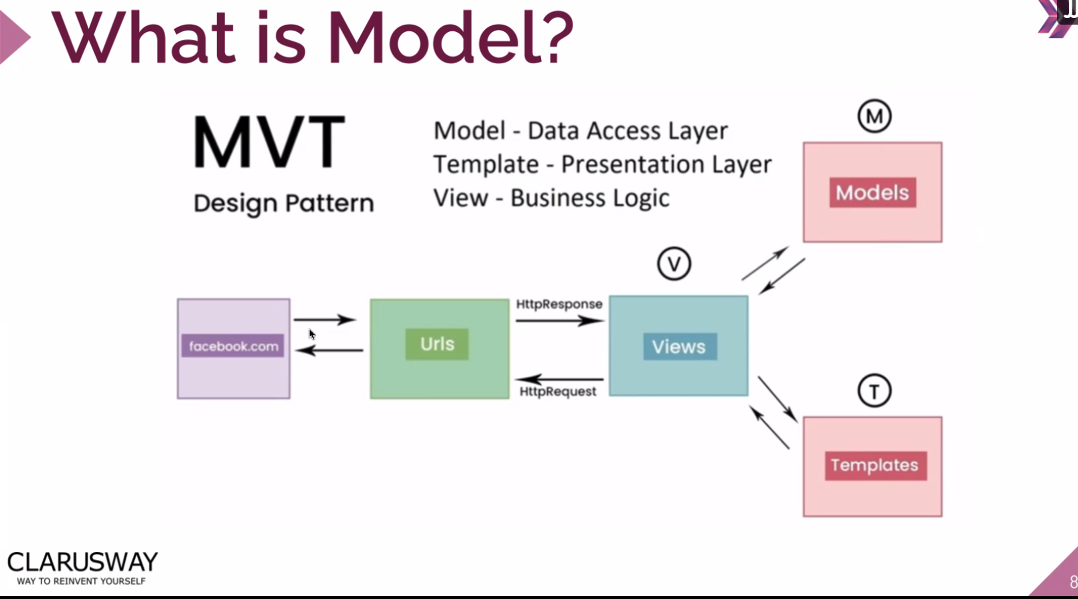 What is Model?
MVT
Design Pattern
Model - Data Access Layer
Template - Presentation Layer
View - Business Logic
M
Models
V
facebook.com
Urls
HttpResponse
HttpRequest
Views
T
Templates
CLARUSWAY
WAY TO REINVENT YOURSELF
8